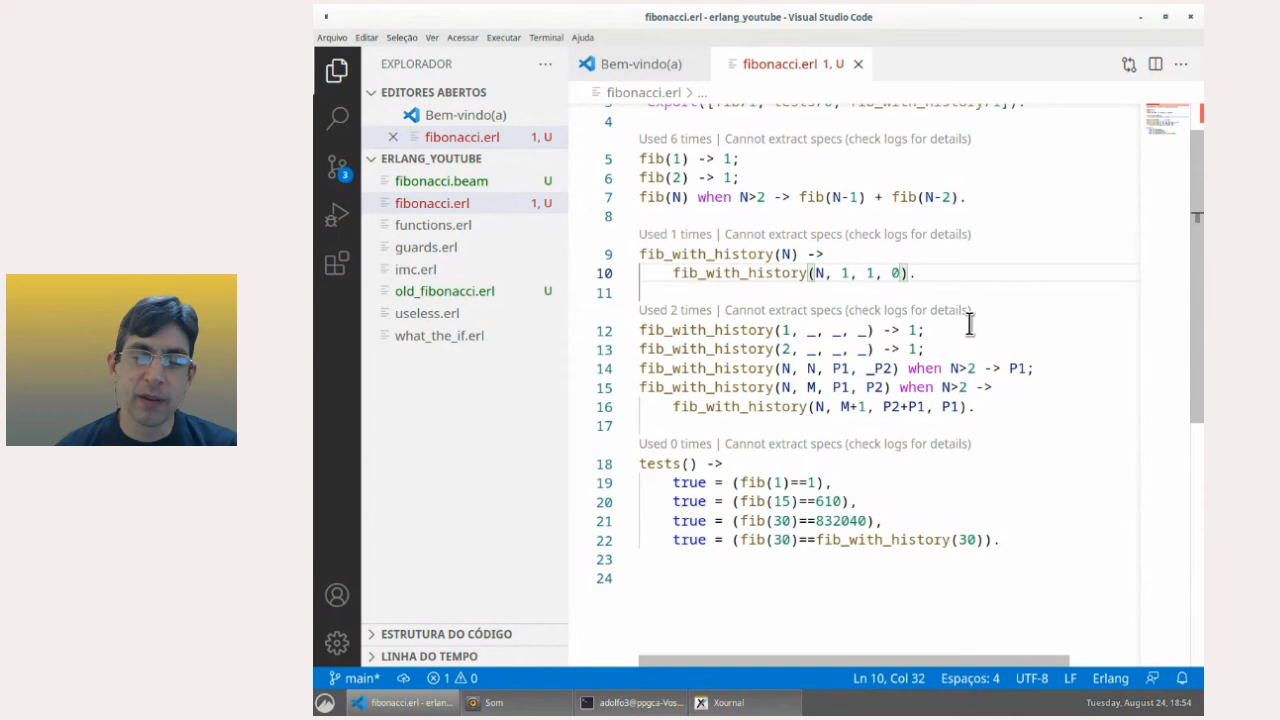 fibonacci.erl - erlang_youtube - Visual Studio Code
Arquivo Editar Seleção Ver Acessar Executar Terminal Ajuda
EXPLORADOR
EDITORES ABERTOS
Bem-vindo(a)
fibonacci.erl 1, U
ERLANG_YOUTUBE
fibonacci.beam U
fibonacci.erl 1, U
functions.erl
guards.erl
imc.erl
old_fibonacci.erl U
useless.erl
what_the_if.erl
ESTRUTURA DO CÓDIGO
LINHA DO TEMPO
3
Bem-vindo(a) fibonacci.erl 1, U
fibonacci.erl > ...
3 export([fib/1, tests/0, fib_with_history/1]).
4
Used 6 times | Cannot extract specs (check logs for details)
5 fib(1) -> 1;
6 fib(2) -> 1;
7 fib(N) when N>2 -> fib(N-1) + fib(N-2).
8
Used 1 times | Cannot extract specs (check logs for details)
9 fib_with_history(N) ->
10 fib_with_history(N, 1, 1, 0).
11
Used 2 times | Cannot extract specs (check logs for details)
12 fib_with_history(1, _, _, _) -> 1;
13 fib_with_history(2, _, _, _) -> 1;
14 fib_with_history(N, N, P1, _P2) when N>2 -> P1;
15 fib_with_history(N, M, P1, P2) when N>2 ->
16 fib_with_history(N, M+1, P2+P1, P1).
17
Used 0 times | Cannot extract specs (check logs for details)
18 tests() ->
19 true = (fib(1)==1),
20 true = (fib(15)==610),
21 true = (fib(30)==832040),
22 true = (fib(30)==fib_with_history(30)).
23
24
main* 1 0 Ln 10, Col 32 Espaços: 4 UTF-8 LF Erlang
fibonacci.erl - erlan... Som adolfo3@ppgca-Vos... Xournal Tuesday, August 24, 18:54